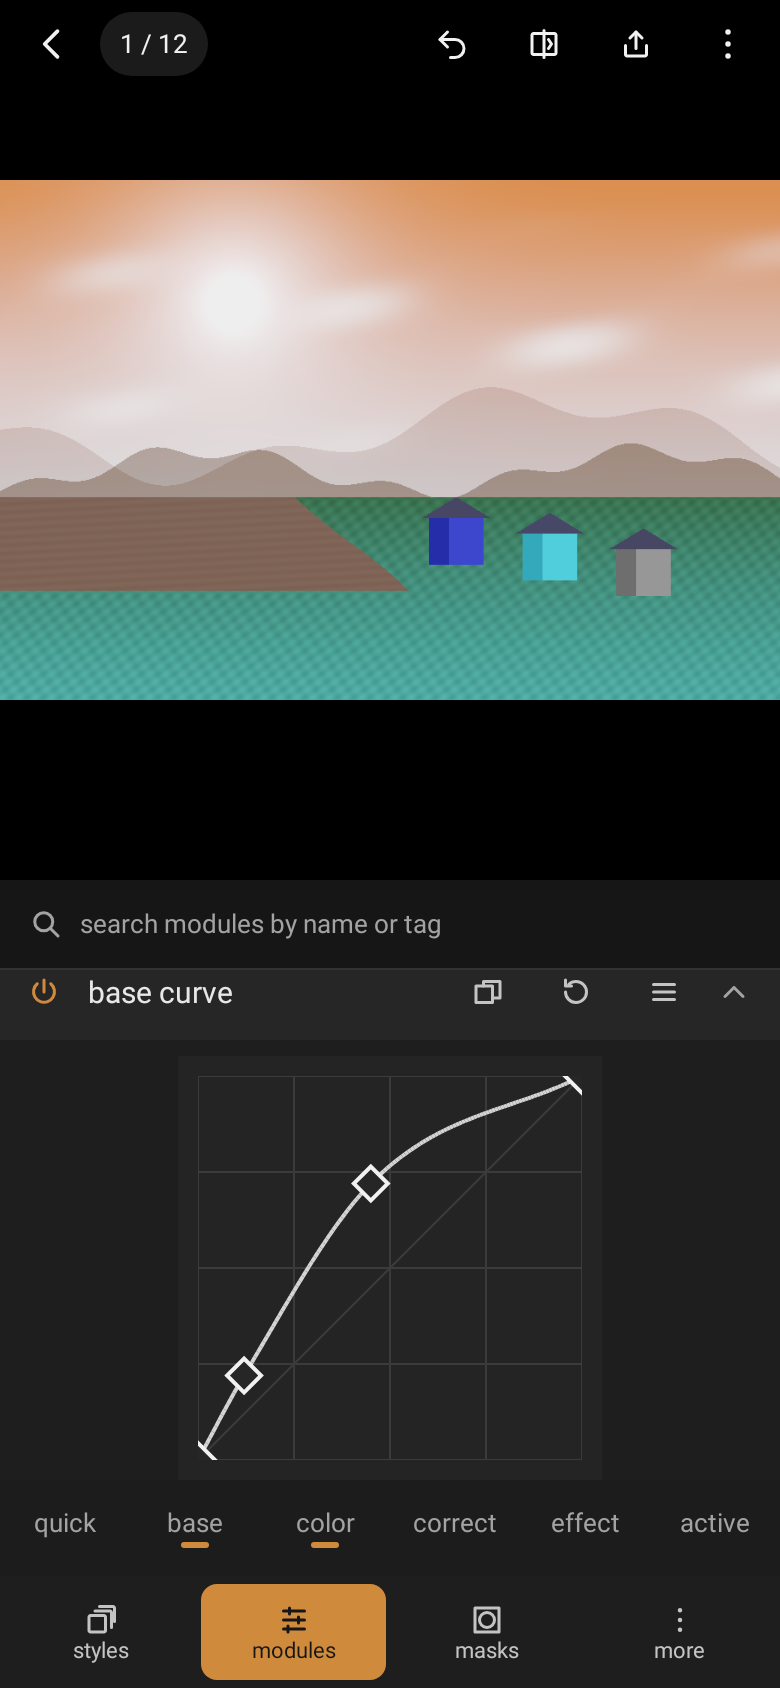 1 / 12
search modules by name or tag
base curve
quick base color correct effect active
styles modules masks more